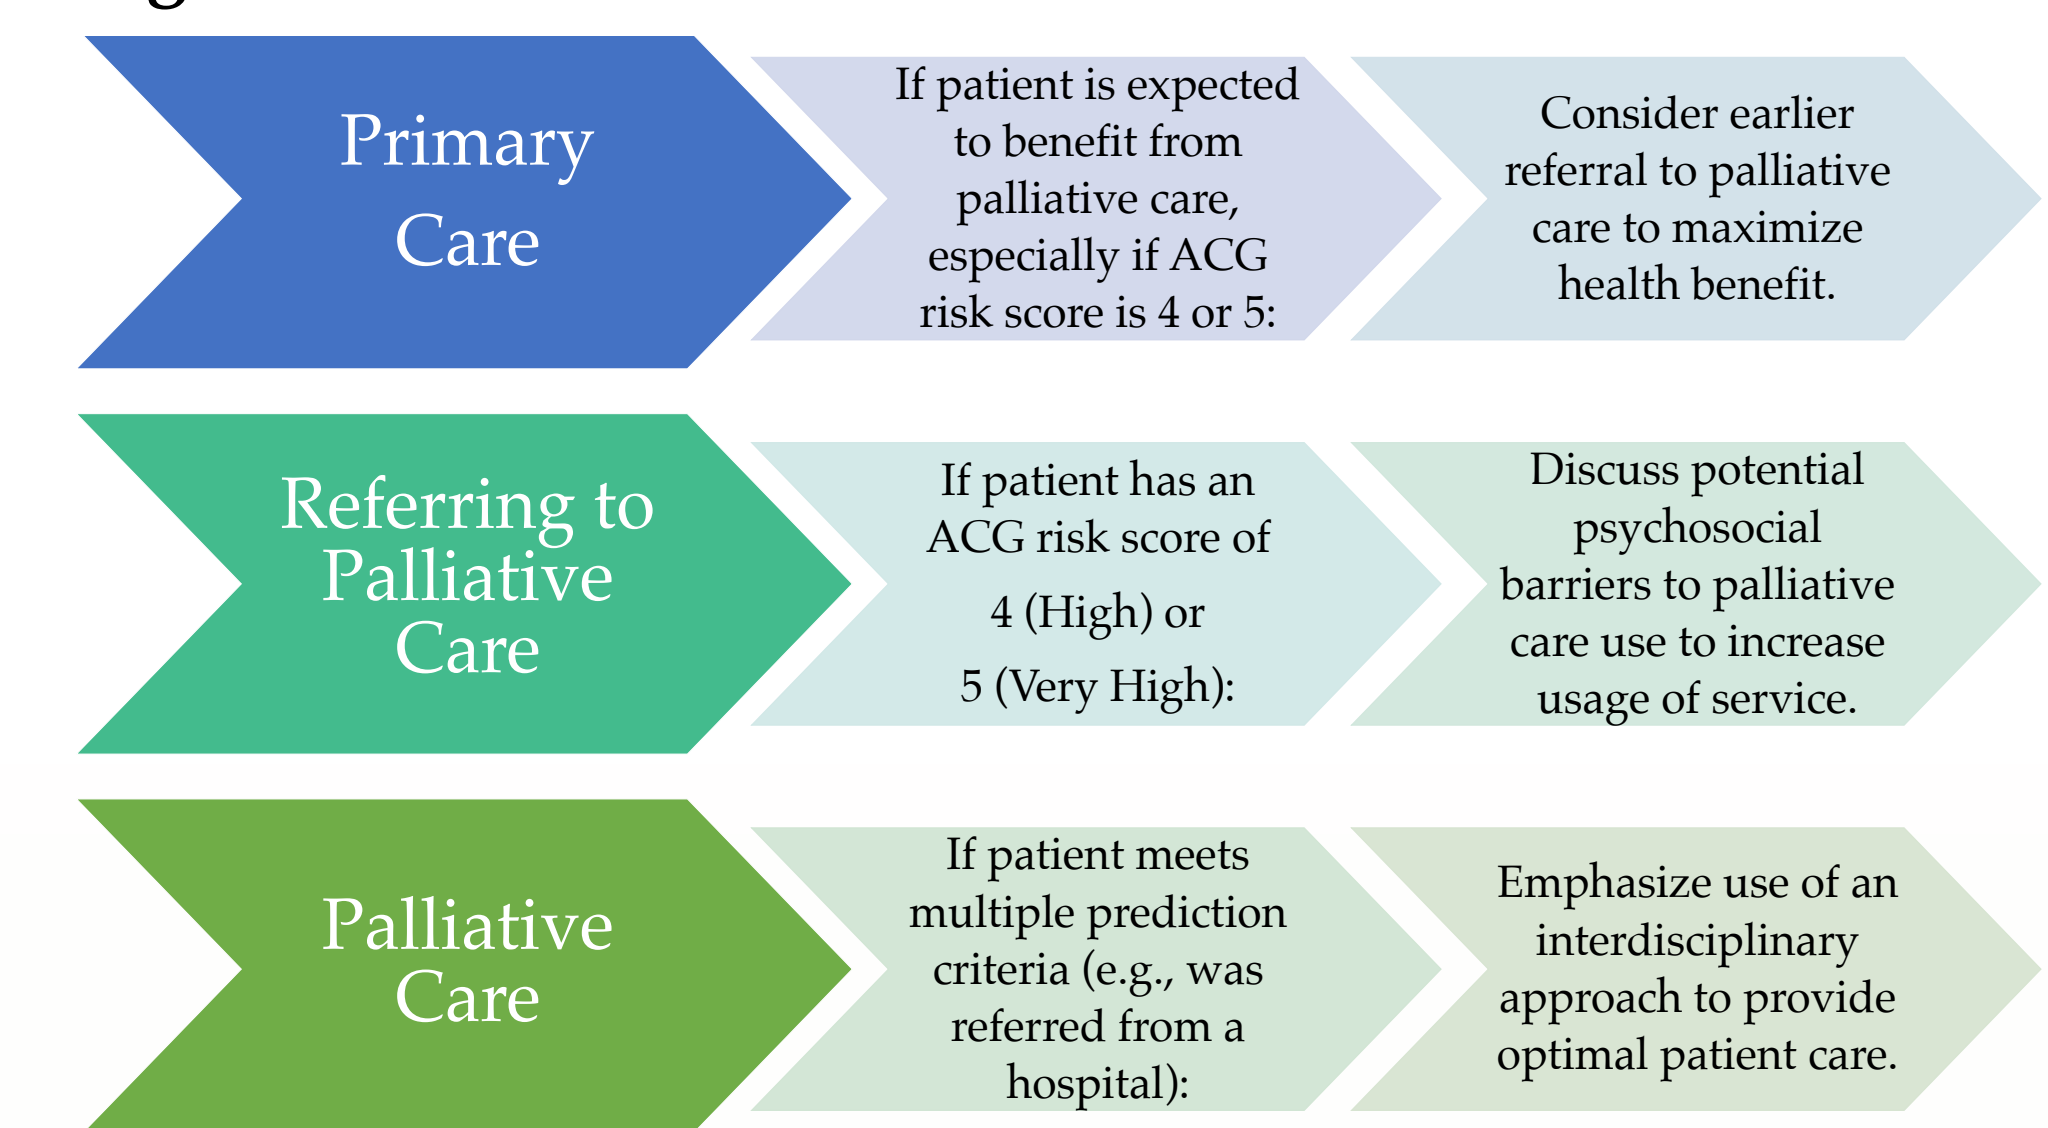 Primary
Care
If patient is expected
to benefit from
palliative care,
especially if ACG
risk score is 4 or 5:
Consider earlier
referral to palliative
care to maximize
health benefit.
Referring to
Palliative
Care
If patient has an
ACG risk score of
4 (High) or
5 (Very High):
Discuss potential
psychosocial
barriers to palliative
care use to increase
usage of service.
Palliative
Care
If patient meets
multiple prediction
criteria (e.g., was
referred from a
hospital):
Emphasize use of an
interdisciplinary
approach to provide
optimal patient care.